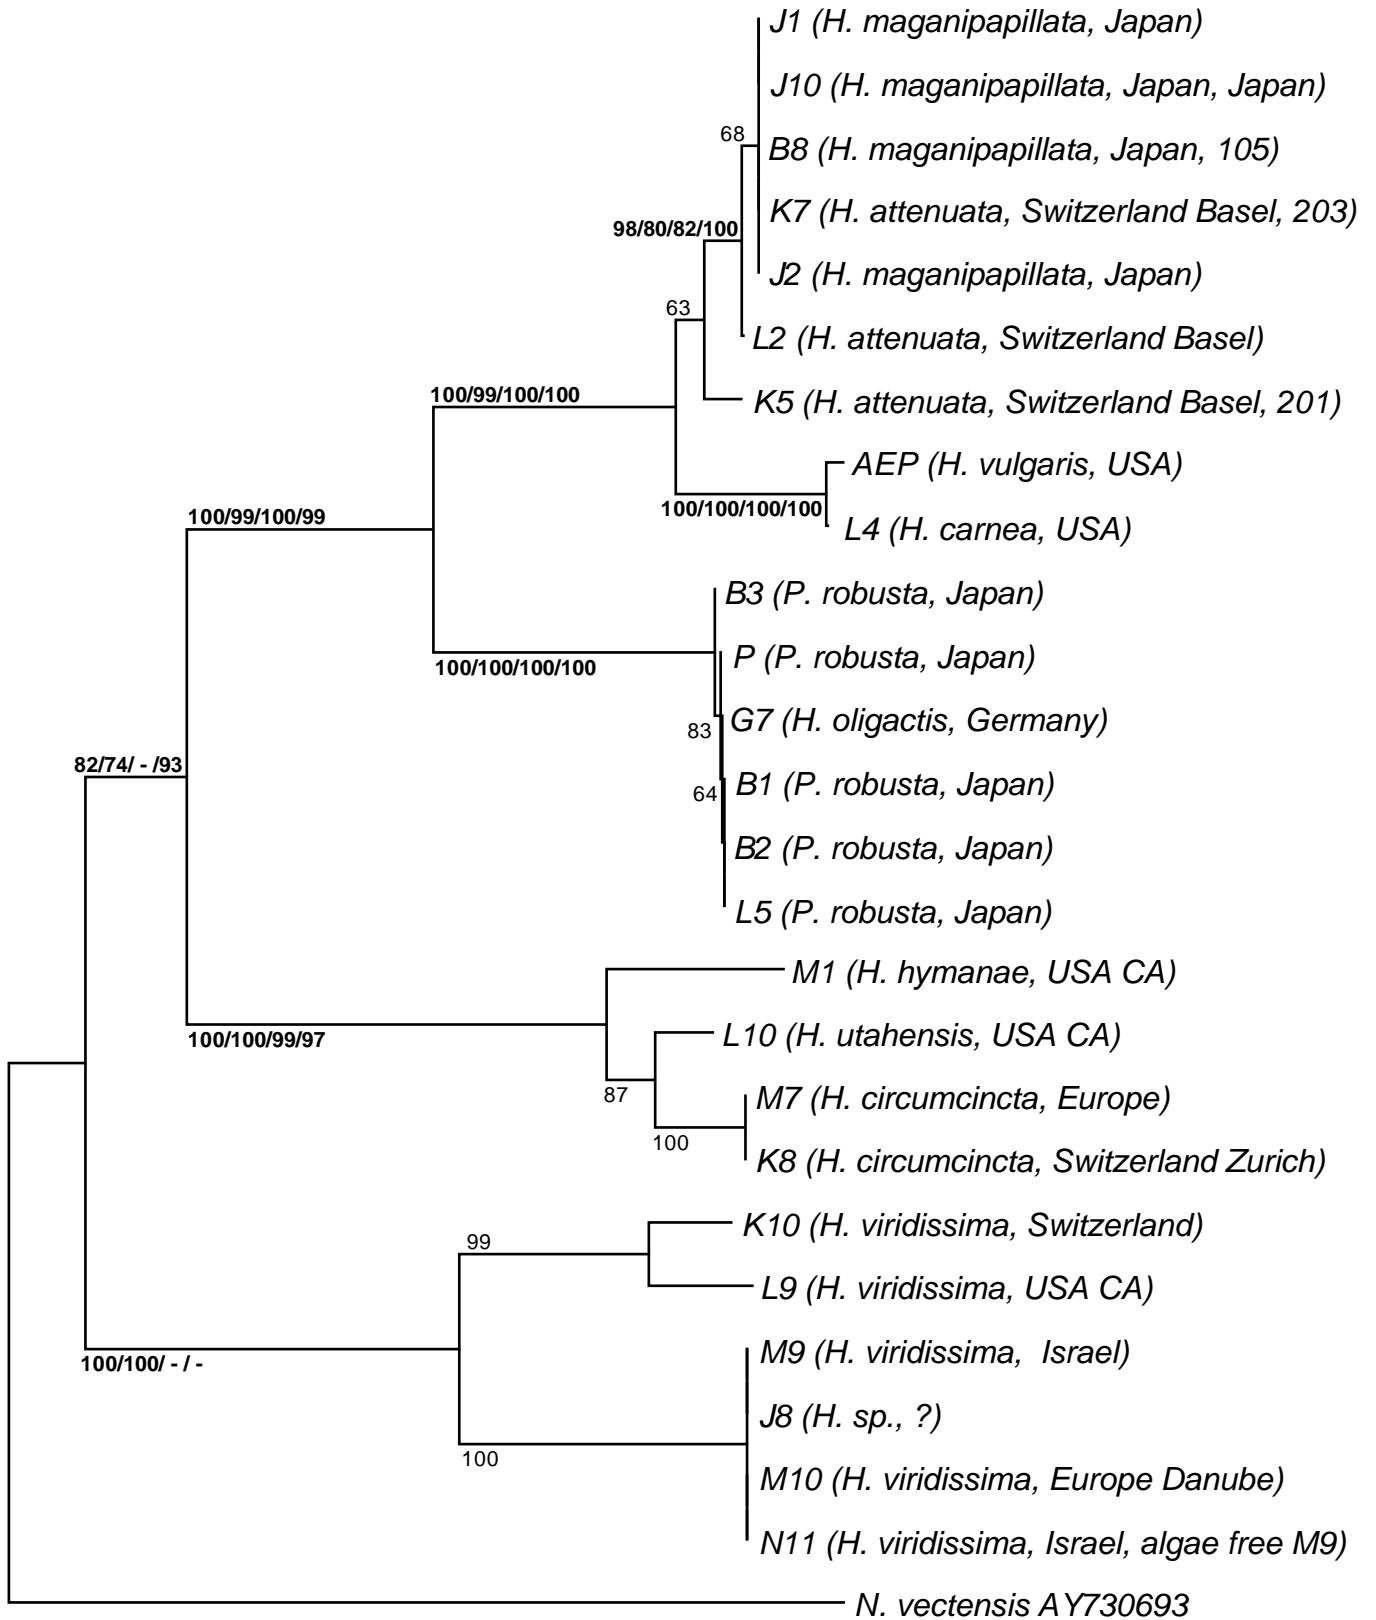 J1 (H. maganipapillata, Japan)
J10 (H. maganipapillata, Japan, Japan)
68
B8 (H. maganipapillata, Japan, 105)
K7 (H. attenuata, Switzerland Basel, 203)
98/80/82/100
J2 (H. maganipapillata, Japan)
63
L2 (H. attenuata, Switzerland Basel)
100/99/100/100
K5 (H. attenuata, Switzerland Basel, 201)
AEP (H. vulgaris, USA)
100/100/100/100
100/99/100/99
L4 (H. carnea, USA)
B3 (P. robusta, Japan)
P (P. robusta, Japan)
100/100/100/100
G7 (H. oligactis, Germany)
83
82/74/ - /93
B1 (P. robusta, Japan)
64
B2 (P. robusta, Japan)
L5 (P. robusta, Japan)
M1 (H. hymanae, USA CA)
100/100/99/97
L10 (H. utahensis, USA CA)
87
M7 (H. circumcincta, Europe)
100
K8 (H. circumcincta, Switzerland Zurich)
K10 (H. viridissima, Switzerland)
99
L9 (H. viridissima, USA CA)
M9 (H. viridissima, Israel)
100/100/ - / -
J8 (H. sp., ?)
100
M10 (H. viridissima, Europe Danube)
N11 (H. viridissima, Israel, algae free M9)
N. vectensis AY730693